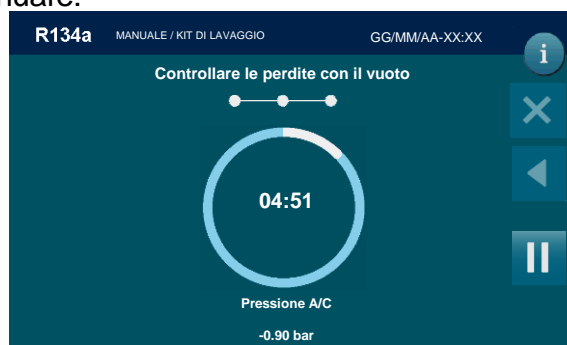 ndare.
R134a MANUALE / KIT DI LAVAGGIO GG/MM/AA-XX:XX
i
Controllare le perdite con il vuoto
04:51
Pressione A/C
-0.90 bar